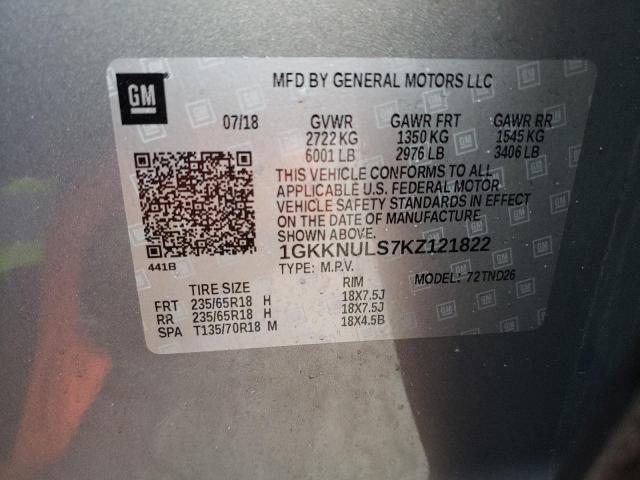 GM
MFD BY GENERAL MOTORS LLC
07/18 GVWR GAWR FRT GAWR RR
2722 KG 1350 KG 1545 KG
6001 LB 2976 LB 3406 LB
THIS VEHICLE CONFORMS TO ALL
APPLICABLE U.S. FEDERAL MOTOR
VEHICLE SAFETY STANDARDS IN EFFECT
ON THE DATE OF MANUFACTURE
SHOWN ABOVE.
1GKKNULS7KZ121822
441B TYPE: M.P.V. MODEL: 72TND26
TIRE SIZE RIM
FRT 235/65R18 H 18X7.5J
RR 235/65R18 H 18X7.5J
SPA T135/70R18 M 18X4.5B